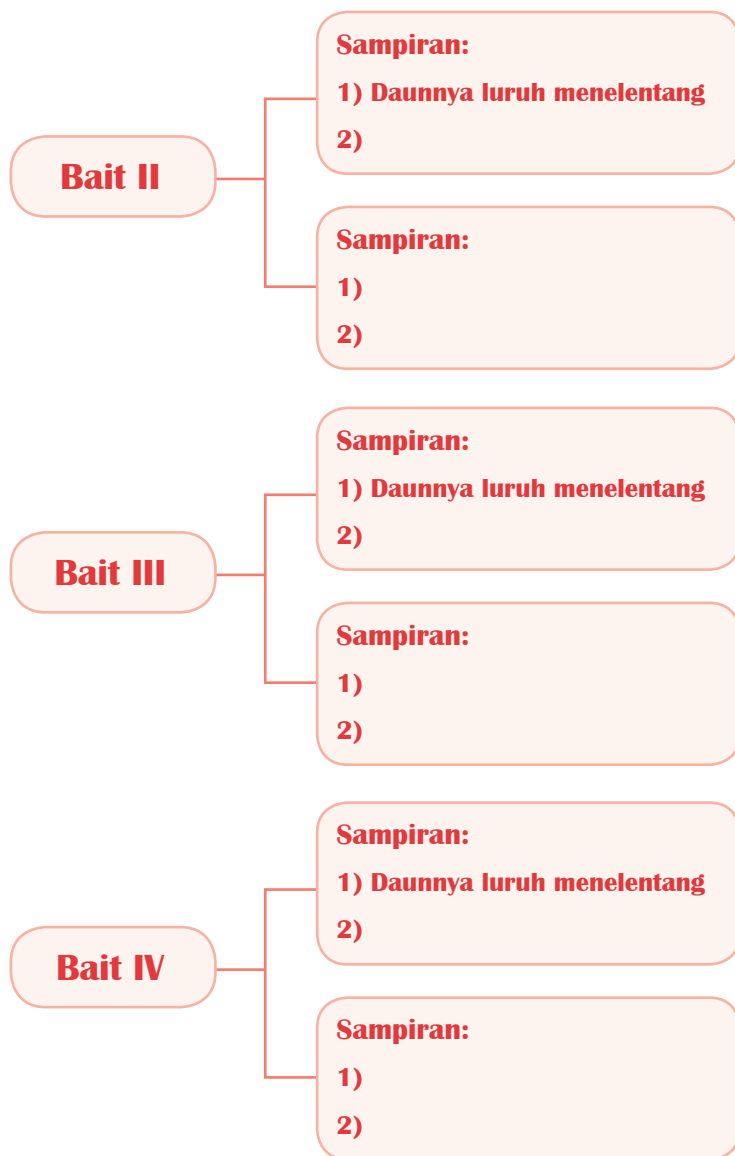 Bait II
Sampiran:
1) Daunnya luruh menelentang
2)
Sampiran:
1)
2)
Bait III
Sampiran:
1) Daunnya luruh menelentang
2)
Sampiran:
1)
2)
Bait IV
Sampiran:
1) Daunnya luruh menelentang
2)
Sampiran:
1)
2)